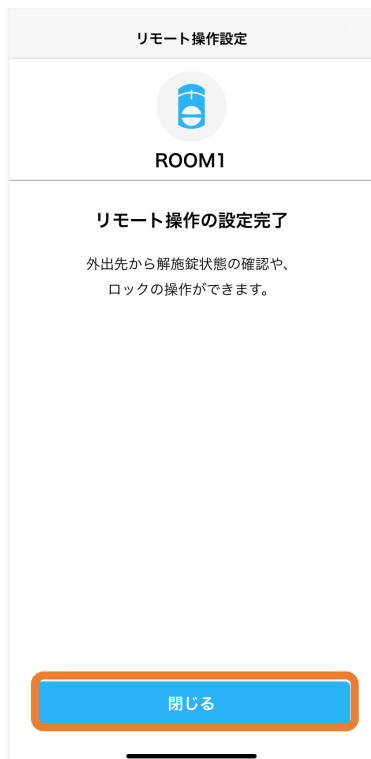 リモート操作設定
ROOM1
リモート操作の設定完了
外出先から解施錠状態の確認や、
ロックの操作ができます。
閉じる